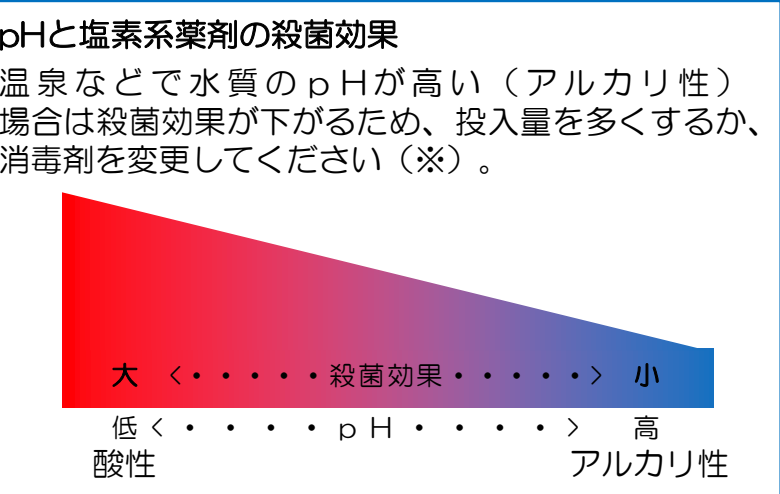 pHと塩素系薬剤の殺菌効果
温泉などで水質のｐＨが高い（アルカリ性）
場合は殺菌効果が下がるため、投入量を多くするか、
消毒剤を変更してください（※）。
大 ＜・・・・・殺菌効果・・・・・＞ 小
低＜・・・・ｐＨ・・・・＞ 高
酸性 アルカリ性